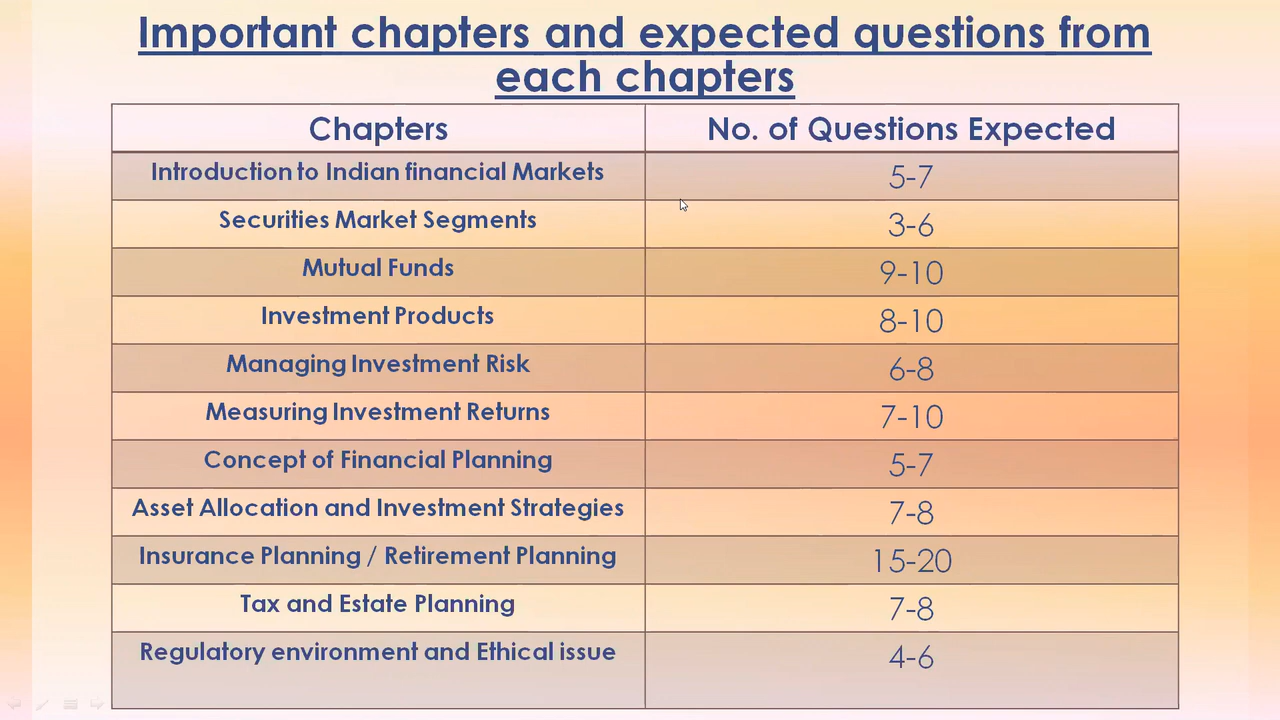 Important chapters and expected questions from
each chapters
Chapters No. of Questions Expected
Introduction to Indian financial Markets 5-7
Securities Market Segments 3-6
Mutual Funds 9-10
Investment Products 8-10
Managing Investment Risk 6-8
Measuring Investment Returns 7-10
Concept of Financial Planning 5-7
Asset Allocation and Investment Strategies 7-8
Insurance Planning / Retirement Planning 15-20
Tax and Estate Planning 7-8
Regulatory environment and Ethical issue 4-6